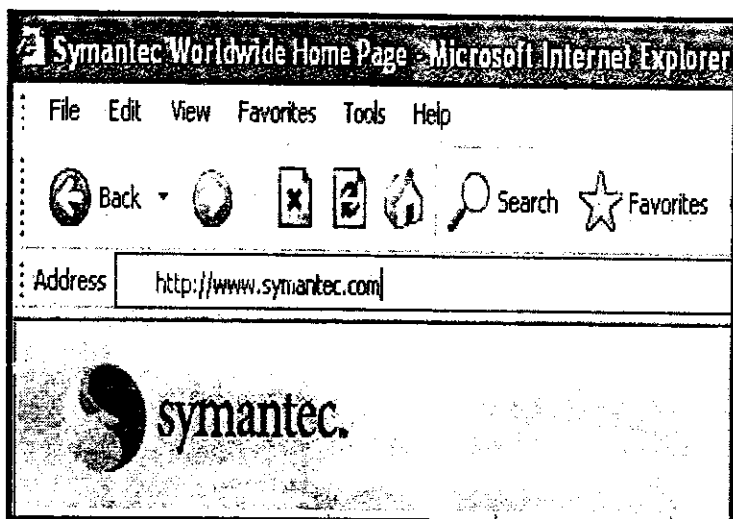 Symantec Worldwide Home Page - Microsoft Internet Explorer
File Edit View Favorites Tools Help
Back Search Favorites
Address http://www.symantec.com
symantec.